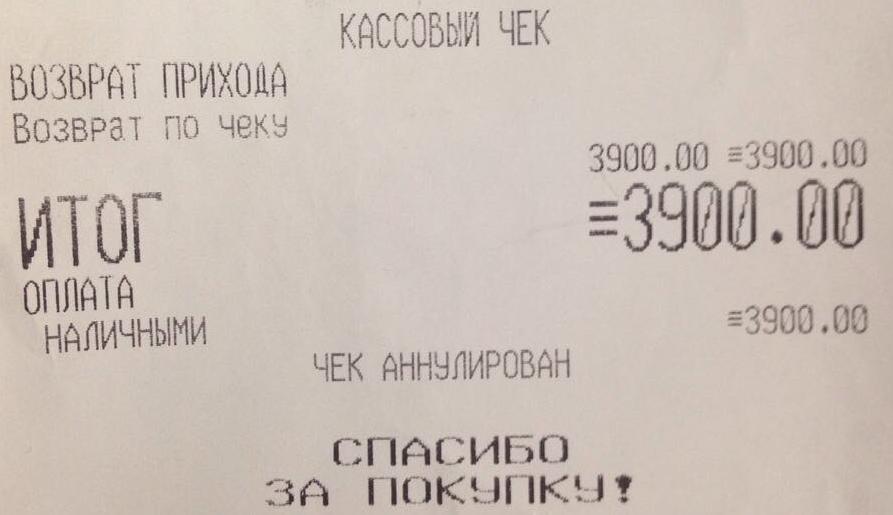 КАССОВЫЙ ЧЕК
ВОЗВРАТ ПРИХОДА
Возврат по чеку
3900.00 ≡3900.00
ИТОГ ≡3900.00
ОПЛАТА
НАЛИЧНЫМИ ≡3900.00
ЧЕК АННУЛИРОВАН
СПАСИБО
ЗА ПОКУПКУ!